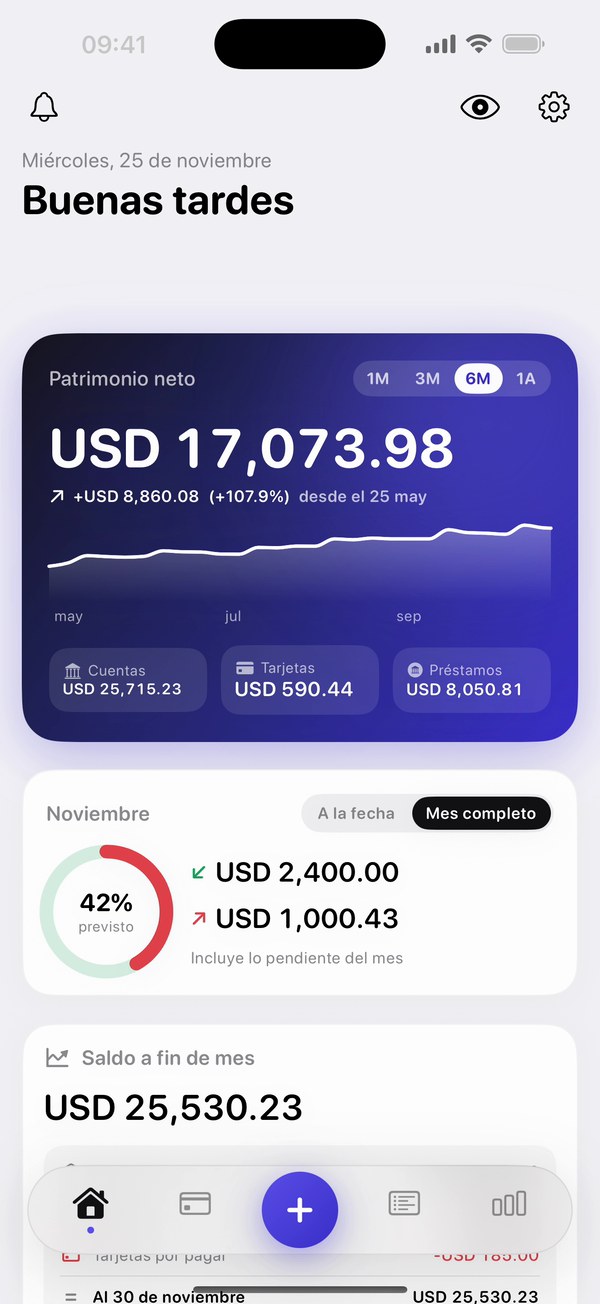 09:41
Miércoles, 25 de noviembre
Buenas tardes
Patrimonio neto
1M 3M 6M 1A
USD 17,073.98
+USD 8,860.08 (+107.9%) desde el 25 may
may jul sep
Cuentas
USD 25,715.23
Tarjetas
USD 590.44
Préstamos
USD 8,050.81
Noviembre
A la fecha Mes completo
42%
previsto
USD 2,400.00
USD 1,000.43
Incluye lo pendiente del mes
Saldo a fin de mes
USD 25,530.23
Tarjetas por pagar -USD 185.00
= Al 30 de noviembre USD 25,530.23